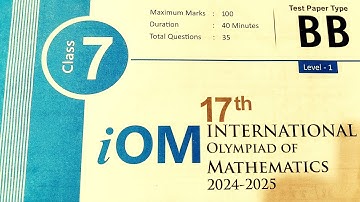 Maximum Marks : 100
Duration : 40 Minutes
Total Questions : 35
Test Paper Type
BB
Level - 1
Class 7
17th
iOM INTERNATIONAL
OLYMPIAD OF
MATHEMATICS
2024-2025